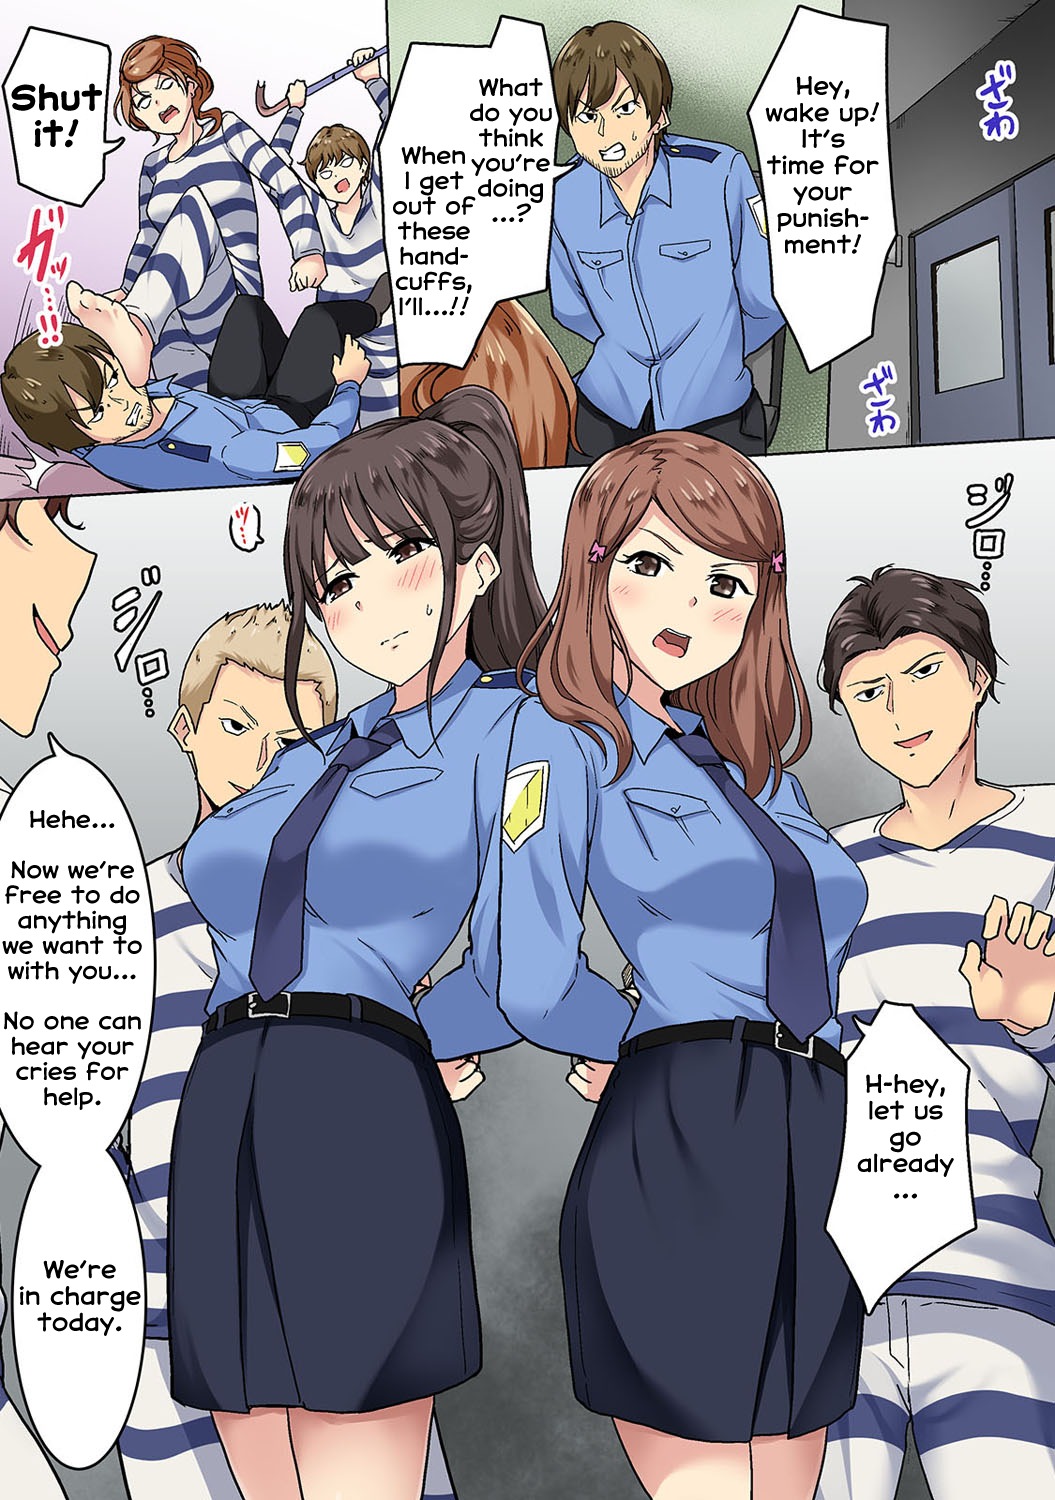 ざわ
Hey,
wake up!
It's
time for
your
punish-
ment!
ざわ
What
do you
think
you're
doing
...?
When
I get
out of
these
hand-
cuffs,
I'll...!!
Shut
it!
ガッ…!!
ジロ…
ジロ…
Hehe...
Now we're
free to do
anything
we want to
with you...
No one can
hear your
cries for
help.
We're
in charge
today.
H-hey,
let us
go
already
...